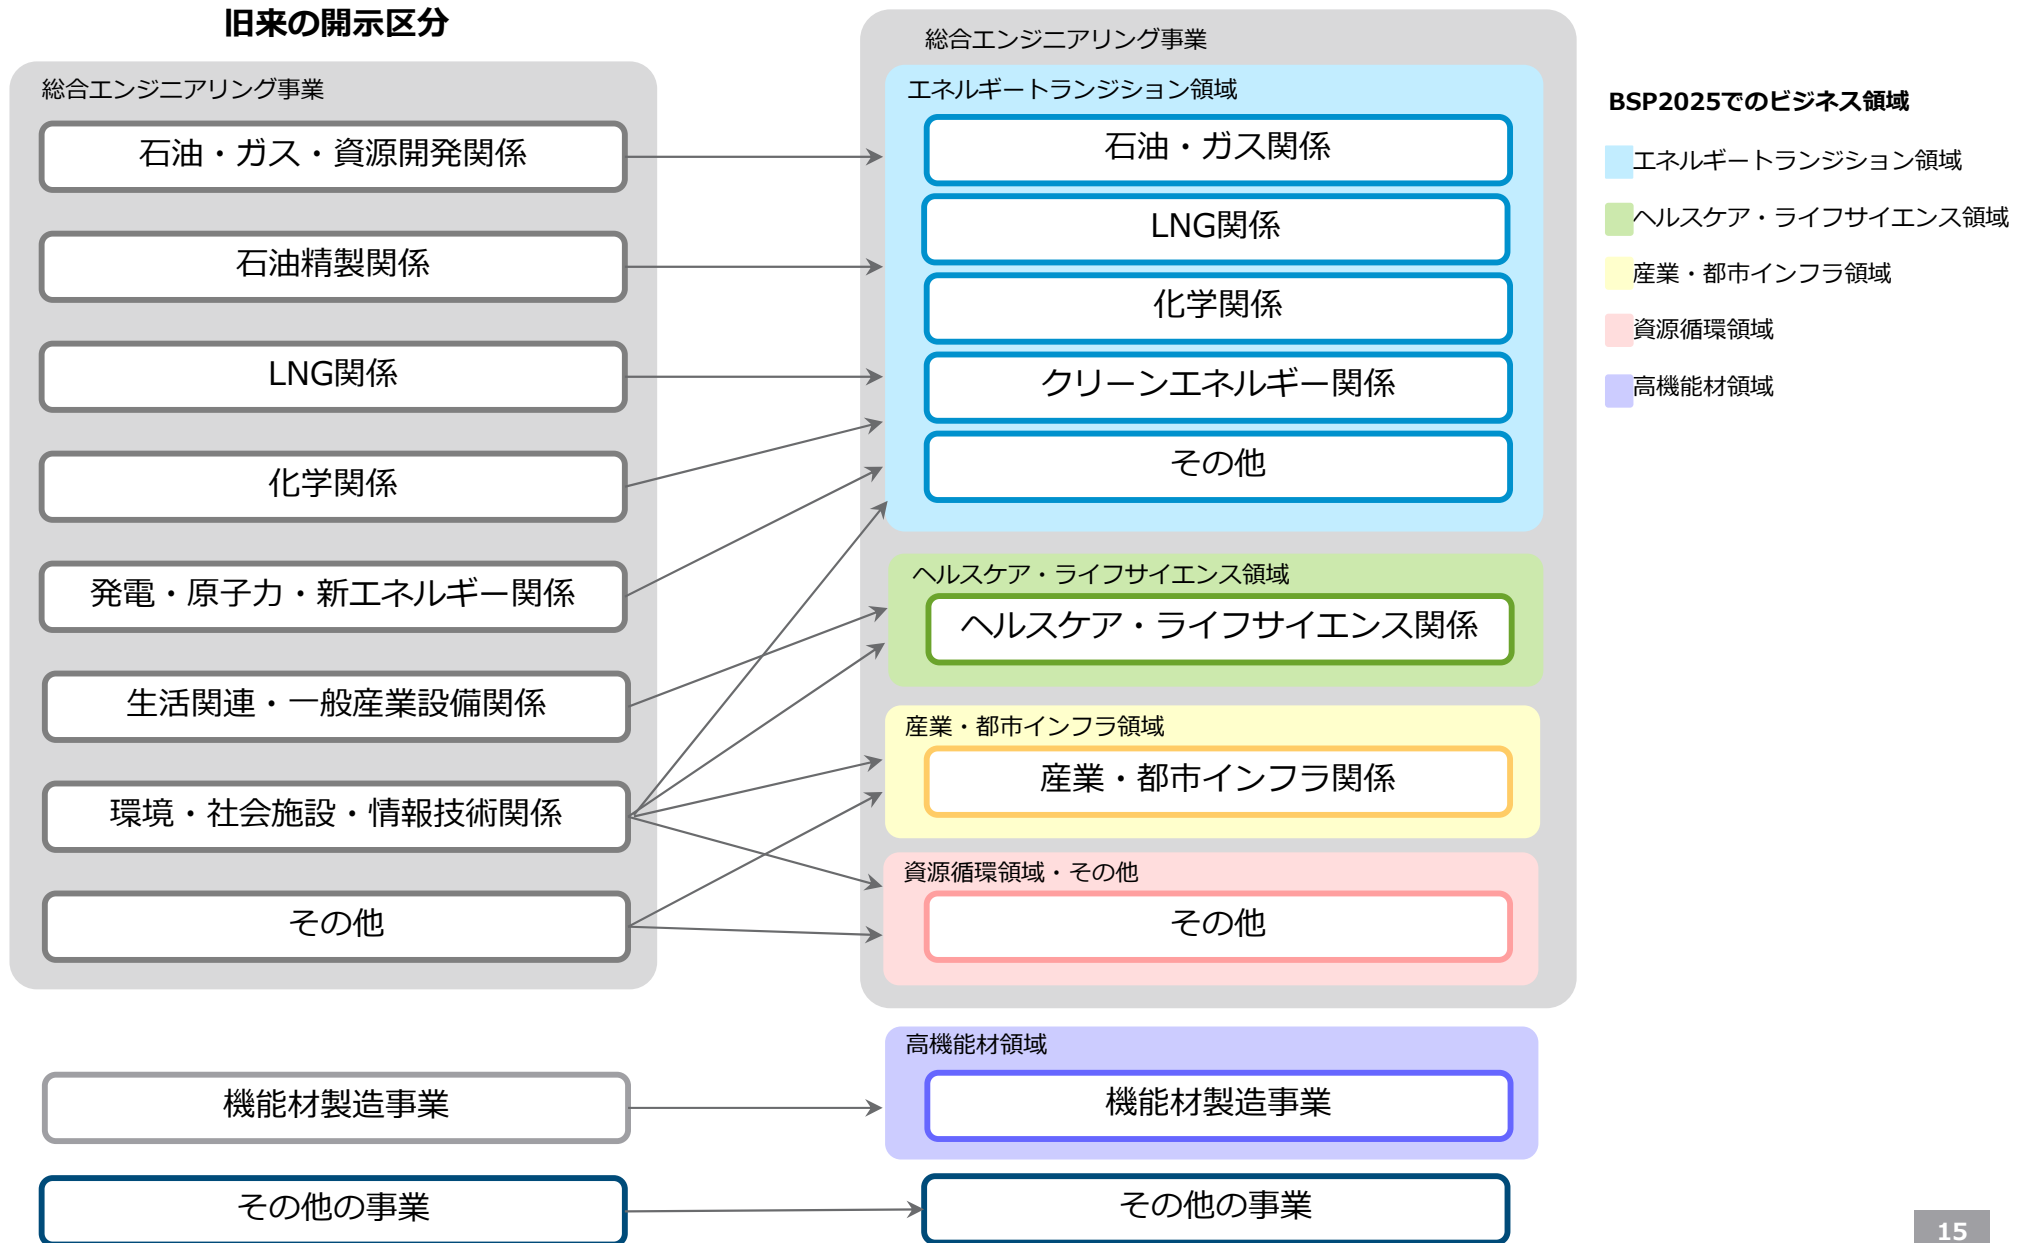 旧来の開示区分
総合エンジニアリング事業
石油・ガス・資源開発関係
石油精製関係
LNG関係
化学関係
発電・原子力・新エネルギー関係
生活関連・一般産業設備関係
環境・社会施設・情報技術関係
その他
機能材製造事業
その他の事業
総合エンジニアリング事業
エネルギートランジション領域
石油・ガス関係
LNG関係
化学関係
クリーンエネルギー関係
その他
ヘルスケア・ライフサイエンス領域
ヘルスケア・ライフサイエンス関係
産業・都市インフラ領域
産業・都市インフラ関係
資源循環領域・その他
その他
高機能材領域
機能材製造事業
その他の事業
BSP2025でのビジネス領域
エネルギートランジション領域
ヘルスケア・ライフサイエンス領域
産業・都市インフラ領域
資源循環領域
高機能材領域
15